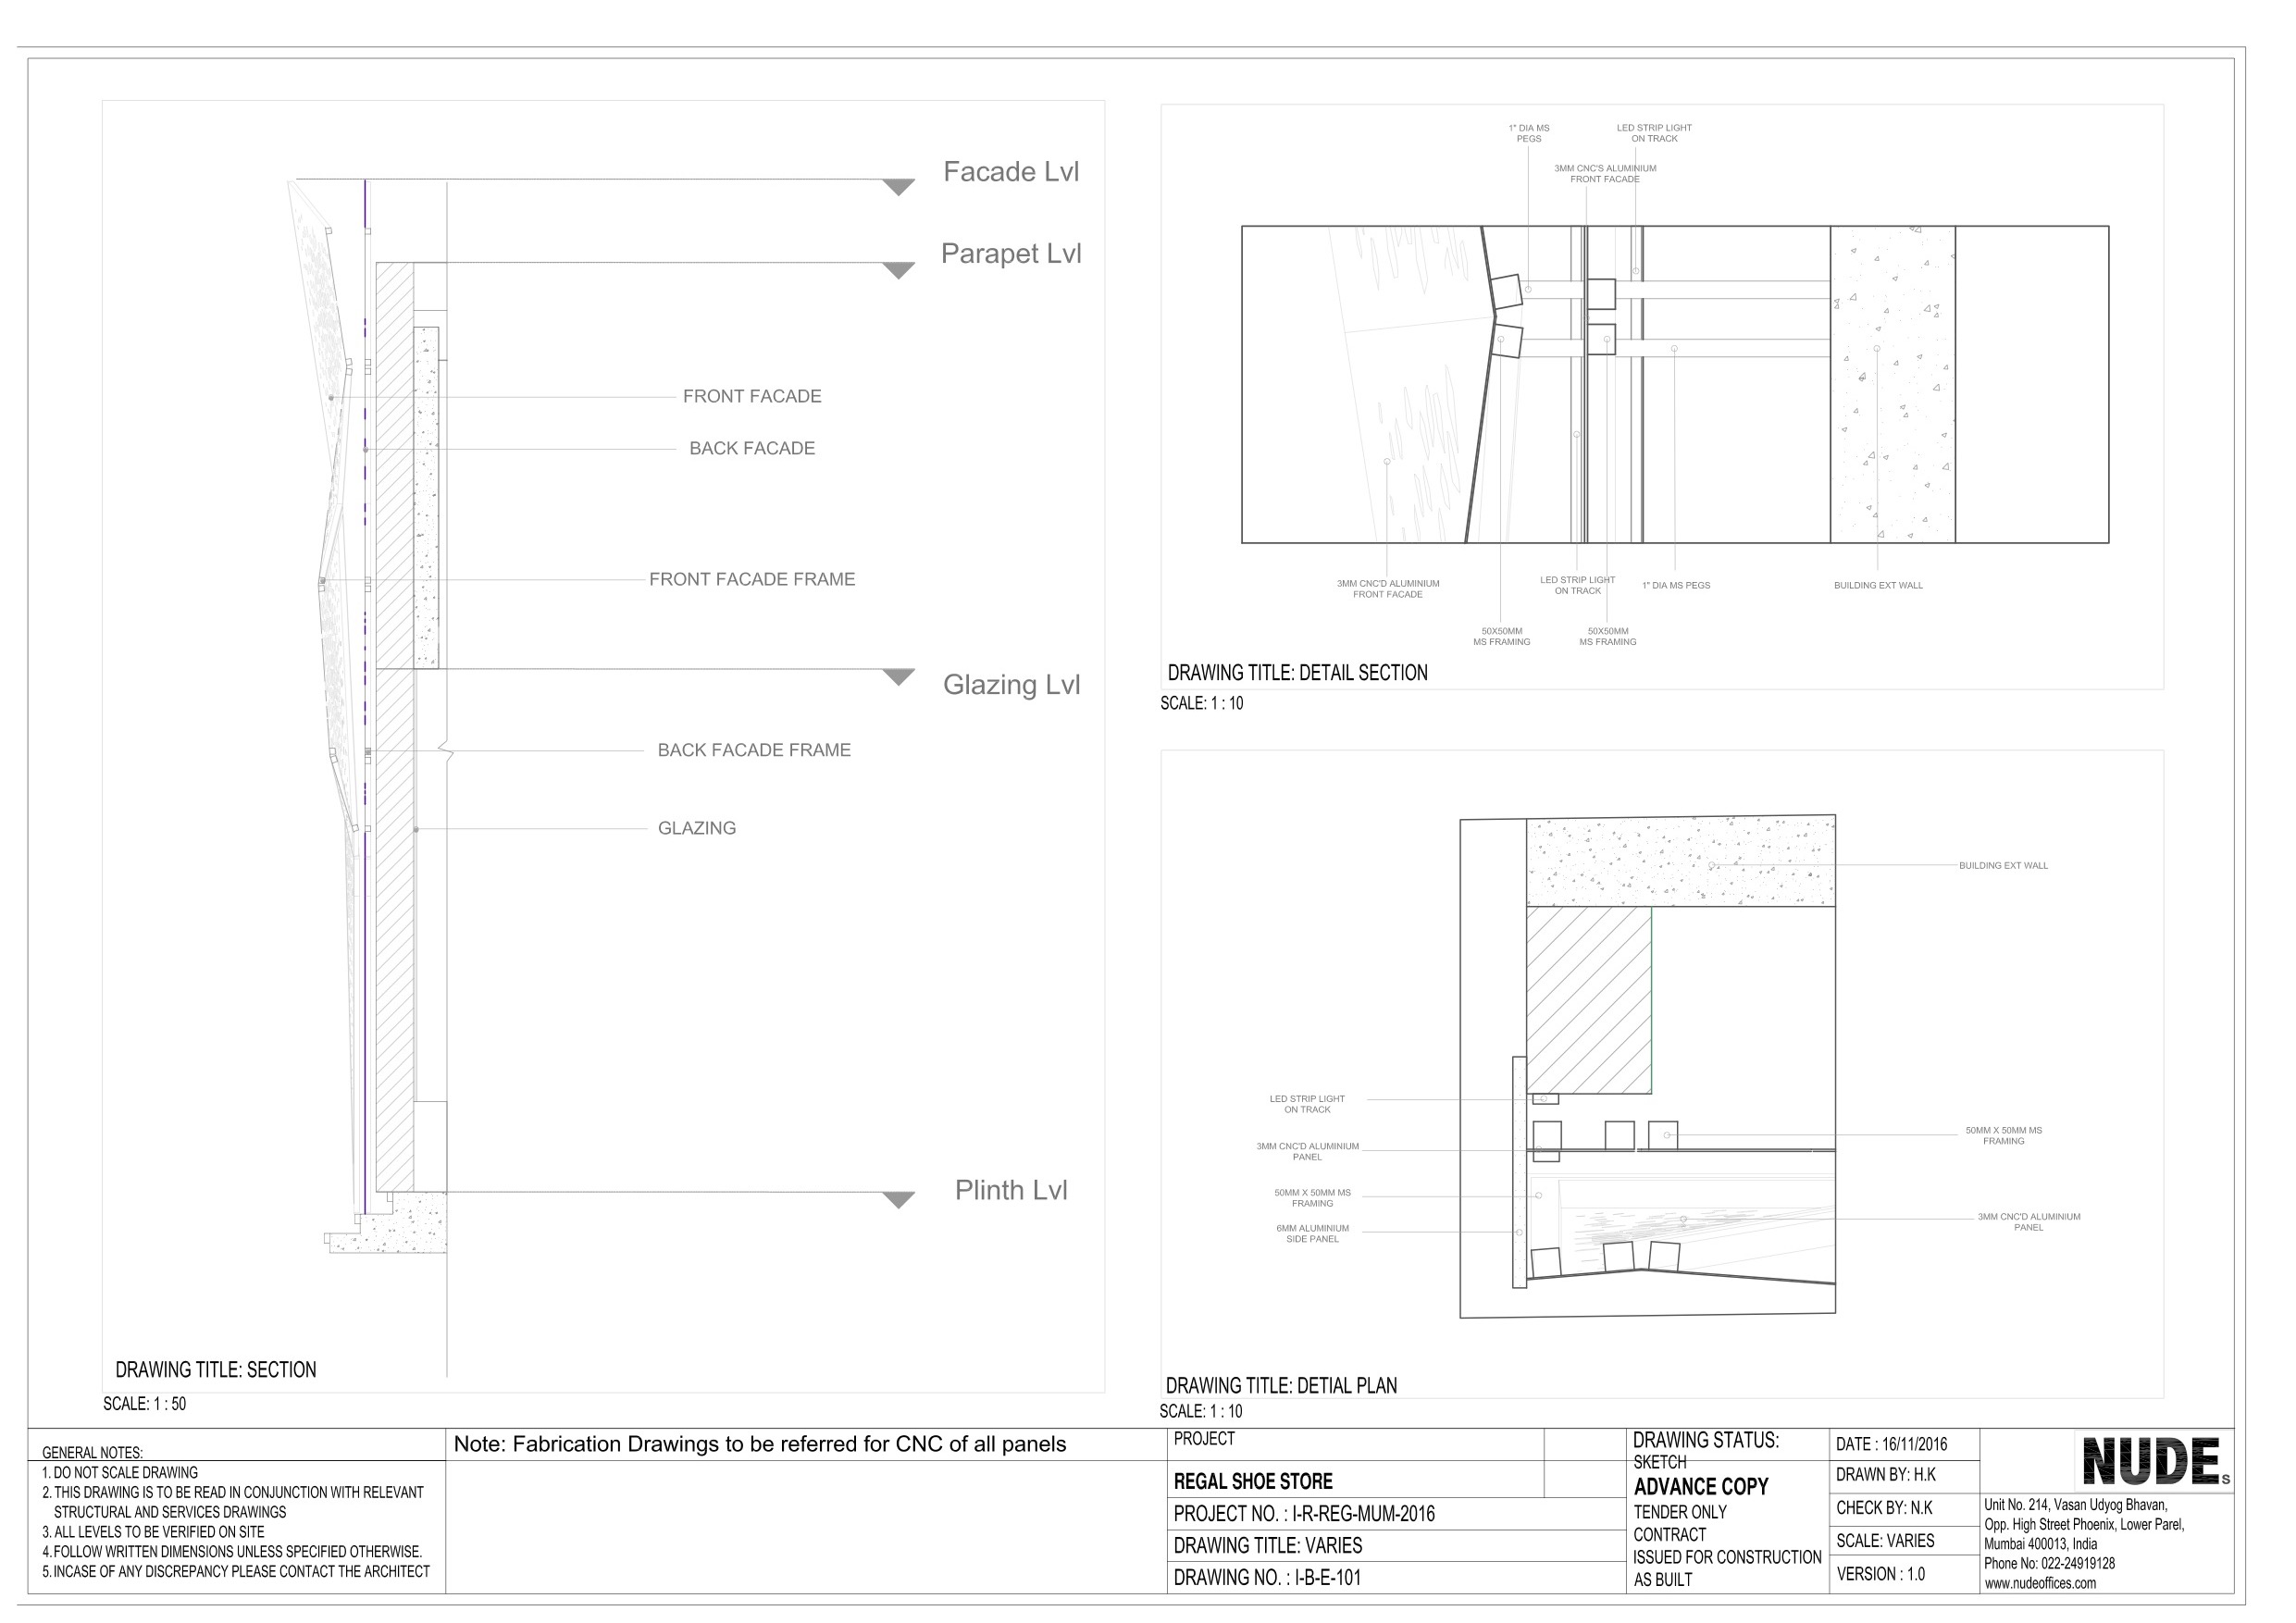 Facade Lvl
Parapet Lvl
FRONT FACADE
BACK FACADE
FRONT FACADE FRAME
Glazing Lvl
BACK FACADE FRAME
GLAZING
Plinth Lvl
DRAWING TITLE: SECTION
SCALE: 1 : 50
1" DIA MS
PEGS
LED STRIP LIGHT
ON TRACK
3MM CNC'S ALUMINIUM
FRONT FACADE
3MM CNC'D ALUMINIUM
FRONT FACADE
LED STRIP LIGHT
ON TRACK
1" DIA MS PEGS
BUILDING EXT WALL
50X50MM
MS FRAMING
50X50MM
MS FRAMING
DRAWING TITLE: DETAIL SECTION
SCALE: 1 : 10
BUILDING EXT WALL
LED STRIP LIGHT
ON TRACK
3MM CNC'D ALUMINIUM
PANEL
50MM X 50MM MS
FRAMING
50MM X 50MM MS
FRAMING
6MM ALUMINIUM
SIDE PANEL
3MM CNC'D ALUMINIUM
PANEL
DRAWING TITLE: DETIAL PLAN
SCALE: 1 : 10
GENERAL NOTES:
1. DO NOT SCALE DRAWING
2. THIS DRAWING IS TO BE READ IN CONJUNCTION WITH RELEVANT
STRUCTURAL AND SERVICES DRAWINGS
3. ALL LEVELS TO BE VERIFIED ON SITE
4.FOLLOW WRITTEN DIMENSIONS UNLESS SPECIFIED OTHERWISE.
5. INCASE OF ANY DISCREPANCY PLEASE CONTACT THE ARCHITECT
Note: Fabrication Drawings to be referred for CNC of all panels
PROJECT
REGAL SHOE STORE
PROJECT NO. : I-R-REG-MUM-2016
DRAWING TITLE: VARIES
DRAWING NO. : I-B-E-101
DRAWING STATUS:
SKETCH
ADVANCE COPY
TENDER ONLY
CONTRACT
ISSUED FOR CONSTRUCTION
AS BUILT
DATE : 16/11/2016
DRAWN BY: H.K
CHECK BY: N.K
SCALE: VARIES
VERSION : 1.0
NUDEs
Unit No. 214, Vasan Udyog Bhavan,
Opp. High Street Phoenix, Lower Parel,
Mumbai 400013, India
Phone No: 022-24919128
www.nudeoffices.com